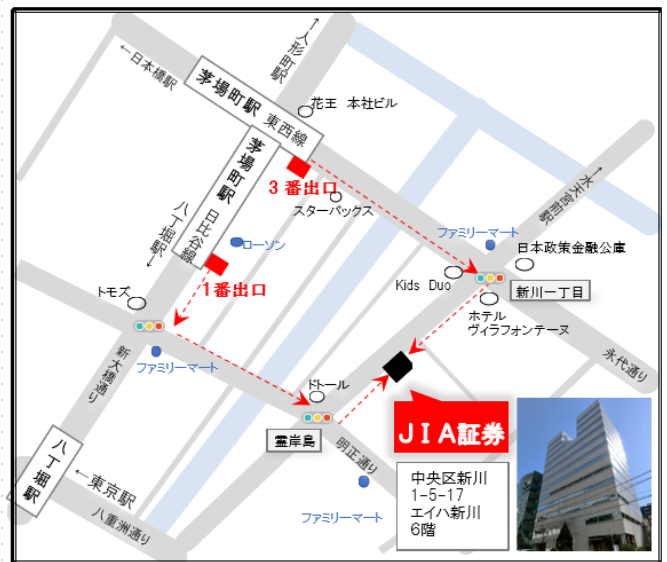 ↑人形町駅
←日本橋駅
茅場町駅 東西線
花王 本社ビル
茅場町駅 日比谷線
八丁堀駅↓
3番出口
スターバックス
↑水天宮前駅
ローソン
ファミリーマート
日本政策金融公庫
Kids Duo
新川一丁目
1番出口
トモズ
ホテル
ヴィラフォンテーヌ
永代通り
新大橋通り
ファミリーマート
ドトール
霊岸島
明正通り
JIA証券
八丁堀駅
←東京駅
八重洲通り
ファミリーマート
中央区新川
1-5-17
エイハ新川
6階